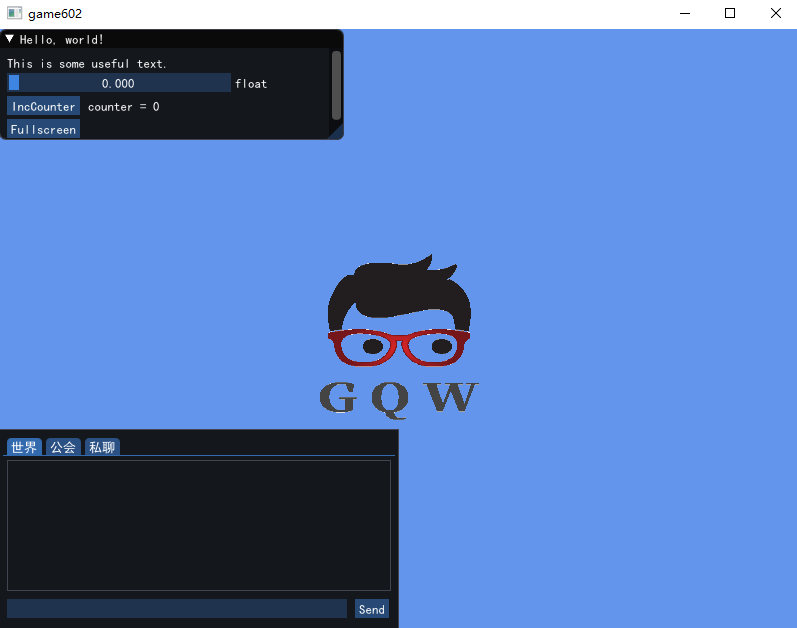 game602
Hello, world!
This is some useful text.
0.000 float
IncCounter counter = 0
Fullscreen
GQW
世界 公会 私聊
Send